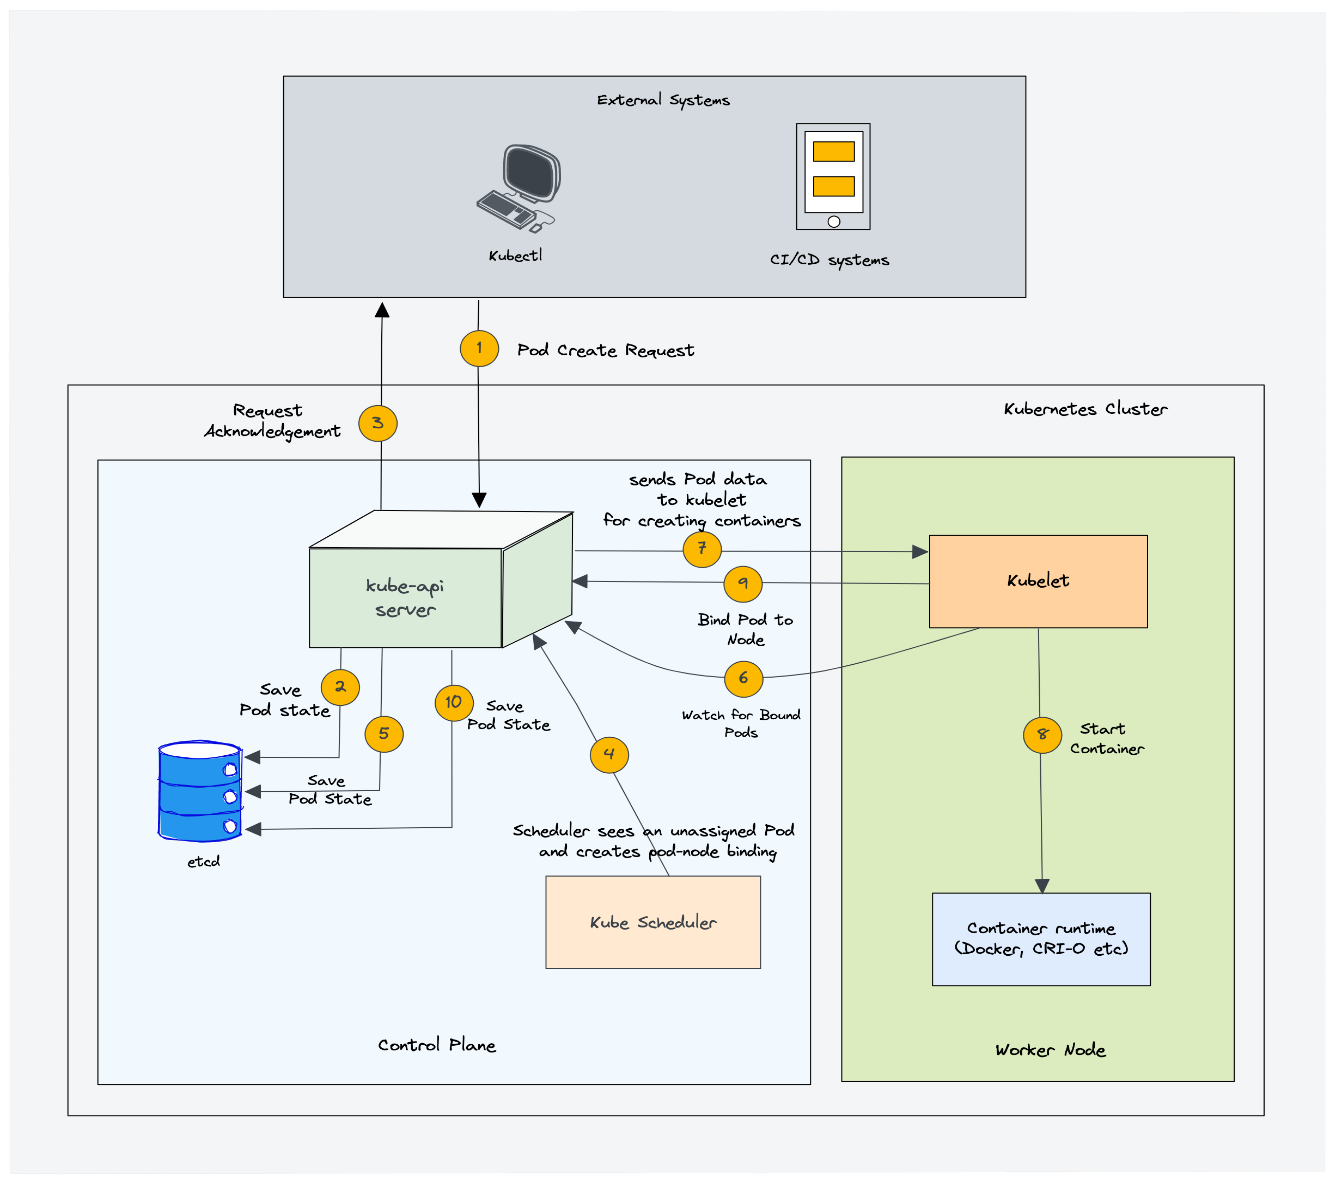 External Systems
Kubectl
CI/CD systems
1
Pod Create Request
3
Request
Acknowledgement
Kubernetes Cluster
sends Pod data
to kubelet
for creating containers
7
kube-api
server
9
Bind Pod to
Node
Kubelet
6
Watch for Bound
Pods
2
Save
Pod state
5
Save
Pod State
10
Save
Pod State
4
Scheduler sees an unassigned Pod
and creates pod-node binding
8
Start
Container
etcd
Kube Scheduler
Container runtime
(Docker, CRI-O etc)
Control Plane
Worker Node